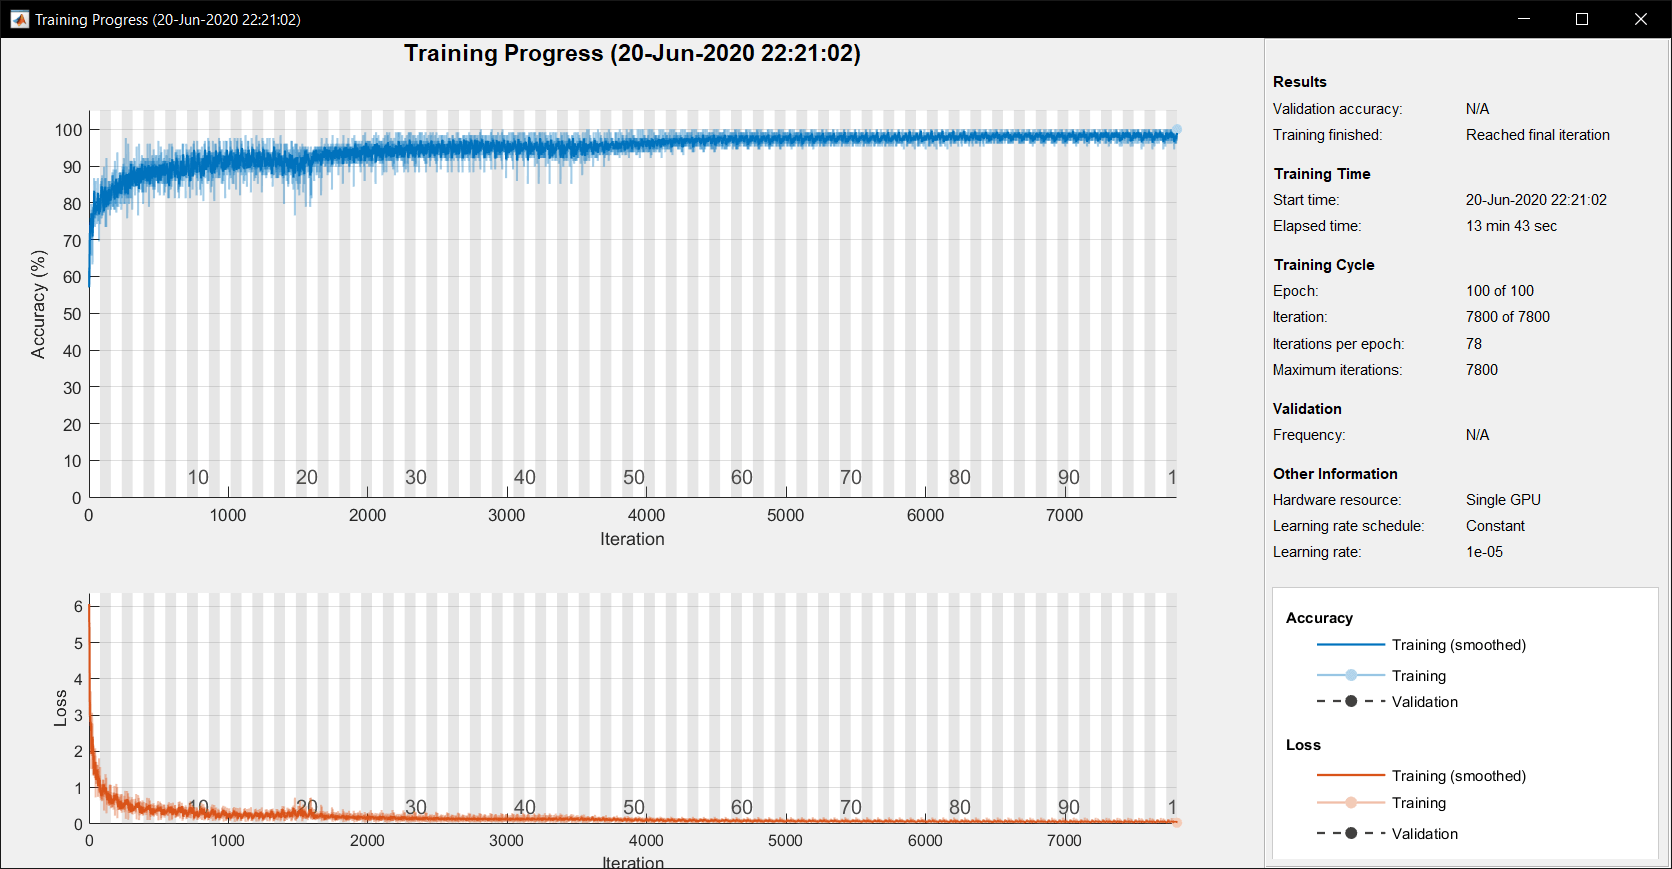 Training Progress (20-Jun-2020 22:21:02)
Training Progress (20-Jun-2020 22:21:02)
100
90
80
70
60
50
40
30
20
10
0
Accuracy (%)
10 20 30 40 50 60 70 80 90 1
0 1000 2000 3000 4000 5000 6000 7000
Iteration
6
5
4
3
2
1
0
Loss
10 20 30 40 50 60 70 80 90 1
0 1000 2000 3000 4000 5000 6000 7000
Iteration
Results
Validation accuracy: N/A
Training finished: Reached final iteration
Training Time
Start time: 20-Jun-2020 22:21:02
Elapsed time: 13 min 43 sec
Training Cycle
Epoch: 100 of 100
Iteration: 7800 of 7800
Iterations per epoch: 78
Maximum iterations: 7800
Validation
Frequency: N/A
Other Information
Hardware resource: Single GPU
Learning rate schedule: Constant
Learning rate: 1e-05
Accuracy
Training (smoothed)
Training
Validation
Loss
Training (smoothed)
Training
Validation